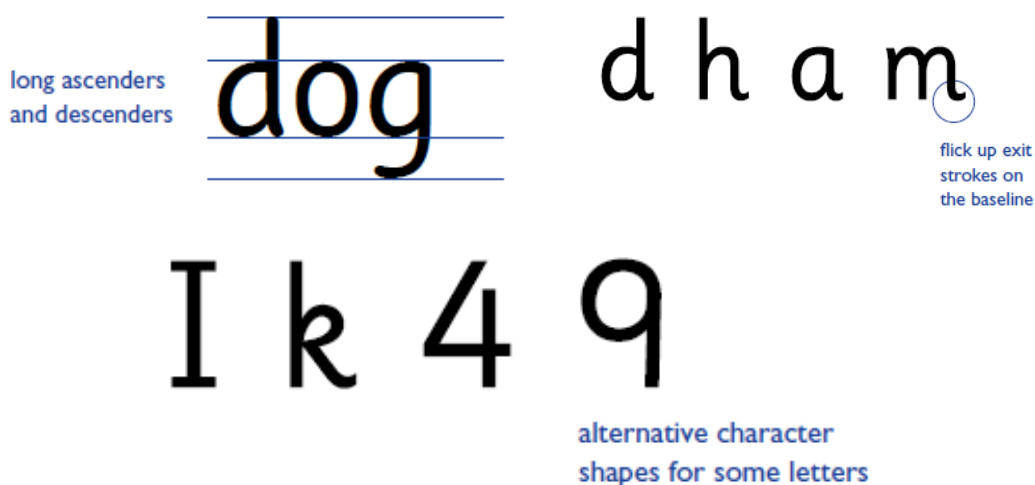 long ascenders
and descenders
dog
d h a m
flick up exit
strokes on
the baseline
I k 4 9
alternative character
shapes for some letters